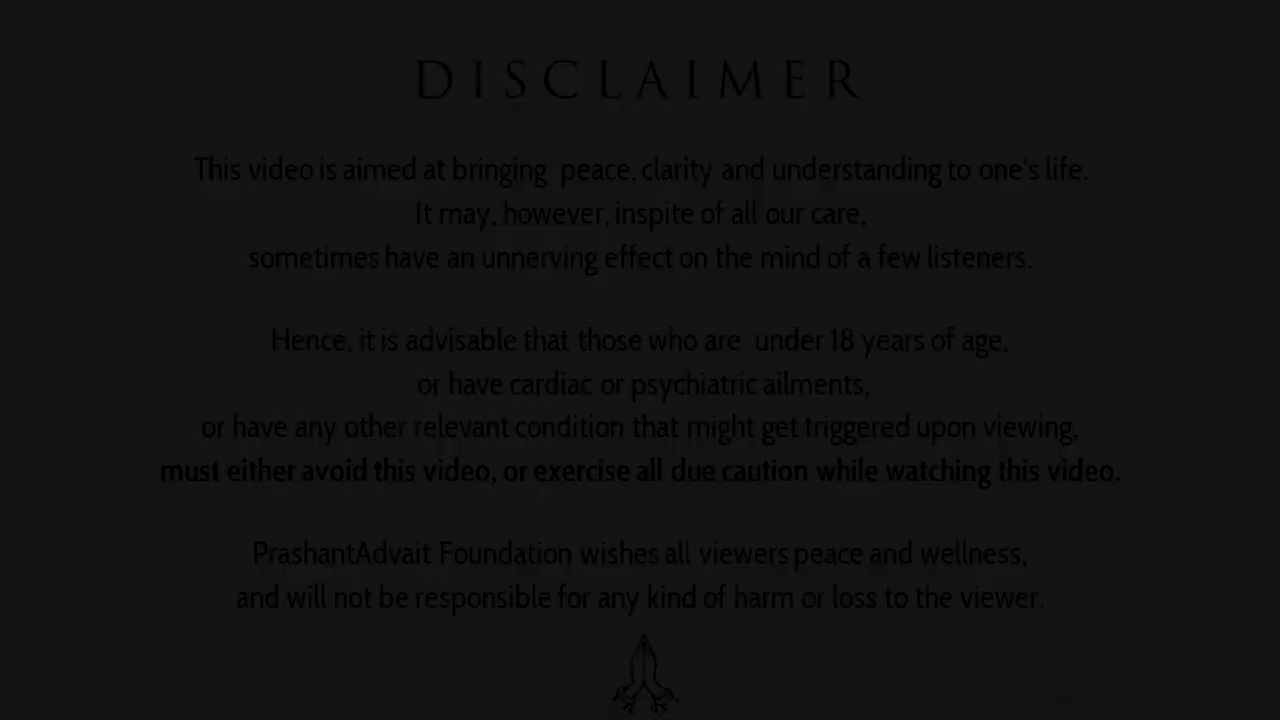 DISCLAIMER
This video is aimed at bringing peace, clarity and understanding to one's life.
It may, however, inspite of all our care,
sometimes have an unnerving effect on the mind of a few listeners.
Hence, it is advisable that those who are under 18 years of age,
or have cardiac or psychiatric ailments,
or have any other relevant condition that might get triggered upon viewing,
must either avoid this video, or exercise all due caution while watching this video.
PrashantAdvait Foundation wishes all viewers peace and wellness,
and will not be responsible for any kind of harm or loss to the viewer.